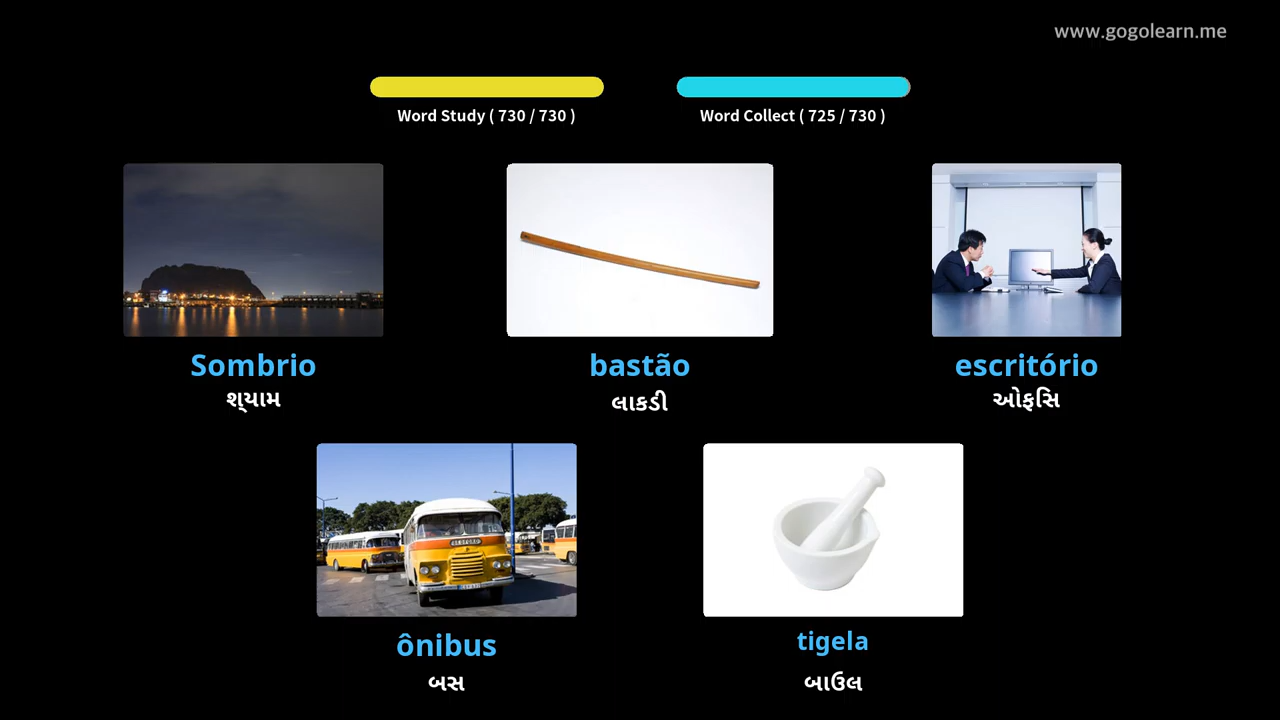 www.gogolearn.me
Word Study ( 730 / 730 )
Word Collect ( 725 / 730 )
Sombrio
શ્યામ
bastão
લાકડી
escritório
ઓફસિ
ônibus
બસ
tigela
બાઉલ